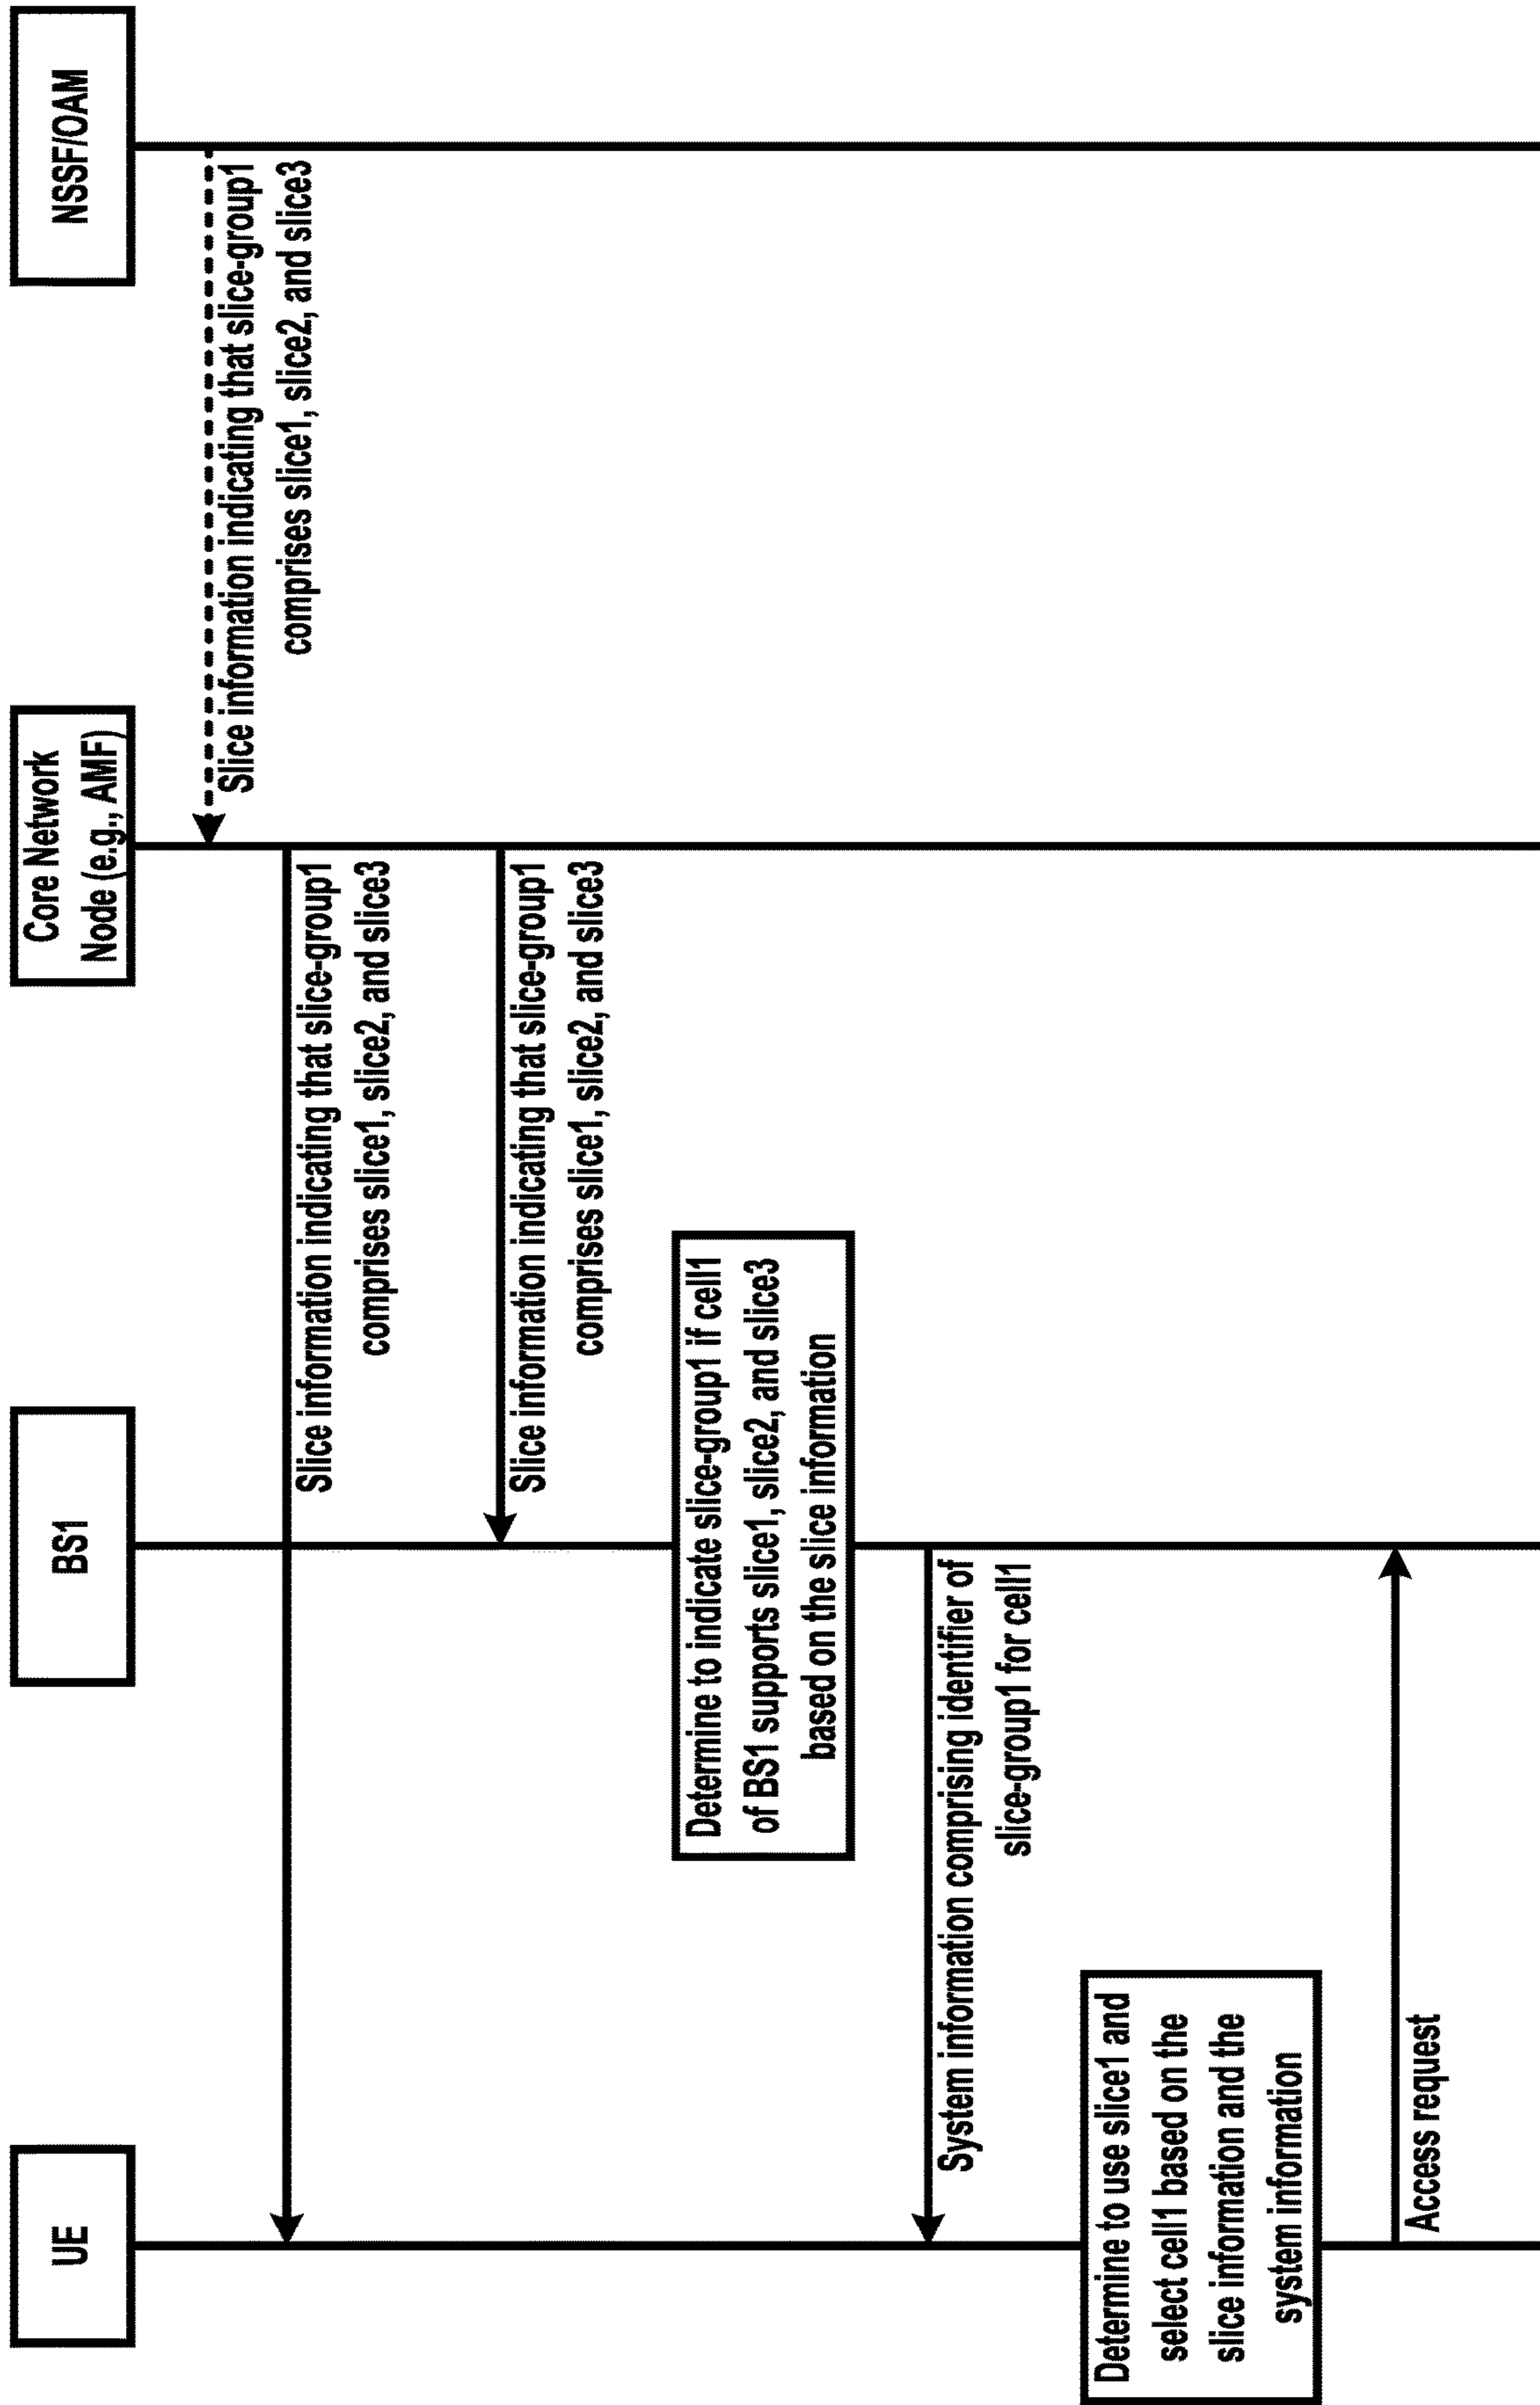 UE
BS1
Core Network
Node (e.g., AMF)
NSSF/OAM
Slice information indicating that slice-group1
comprises slice1, slice2, and slice3
Slice information indicating that slice-group1
comprises slice1, slice2, and slice3
Slice information indicating that slice-group1
comprises slice1, slice2, and slice3
Determine to indicate slice-group1 if cell1
of BS1 supports slice1, slice2, and slice3
based on the slice information
System information comprising identifier of
slice-group1 for cell1
Determine to use slice1 and
select cell1 based on the
slice information and the
system information
Access request